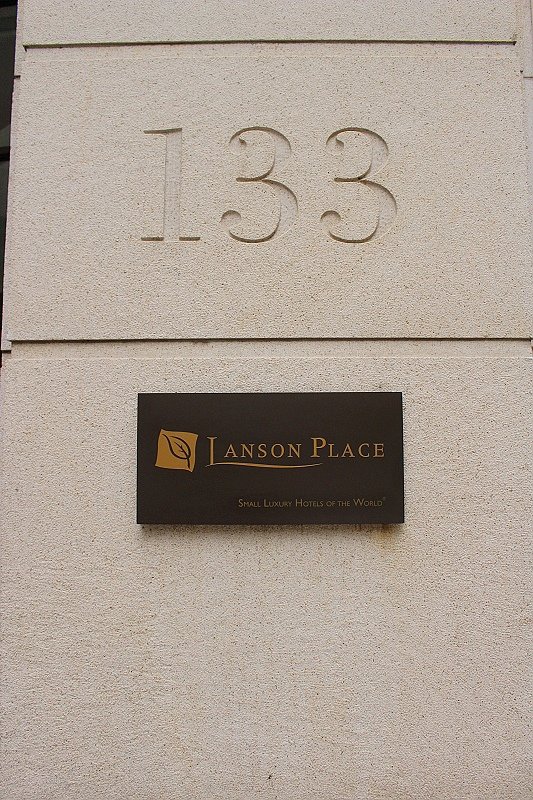 133
LANSON PLACE
SMALL LUXURY HOTELS OF THE WORLD